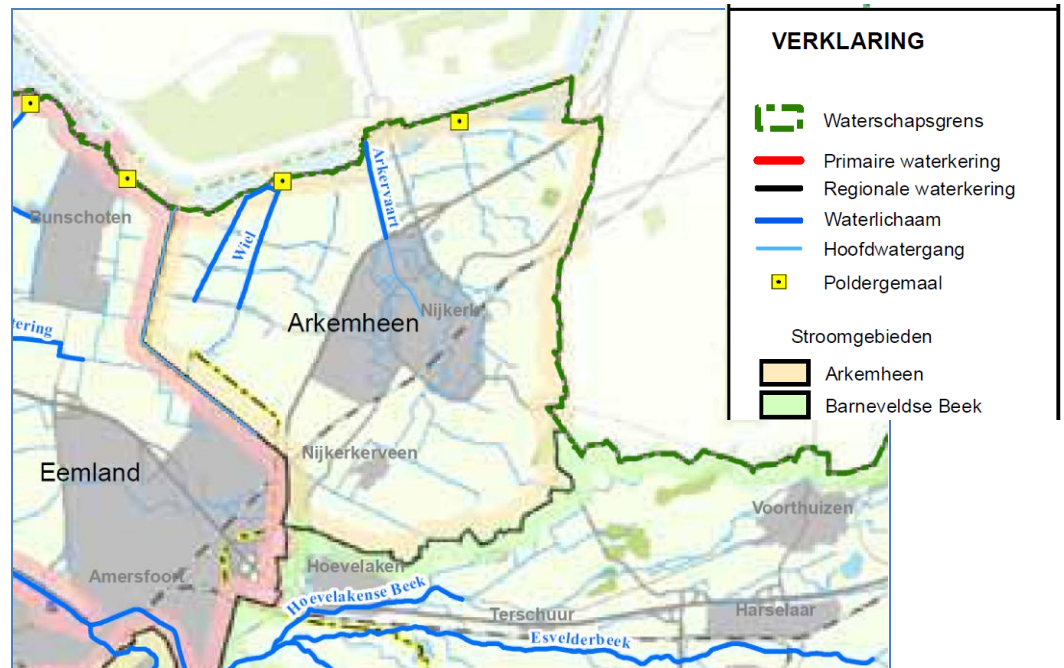 VERKLARING
Waterschapsgrens
Primaire waterkering
Regionale waterkering
Waterlichaam
Hoofdwatergang
Poldergemaal
Stroomgebieden
Arkemheen
Barneveldse Beek
Arkervaart
Bunschoten
Wiel
Nijkerk
Arkemheen
tering
Nijkerkerveen
Eemland
Voorthuizen
Hoevelaken
Amersfoort
Hoevelakense Beek
Terschuur
Harselaar
Esvelderbeek